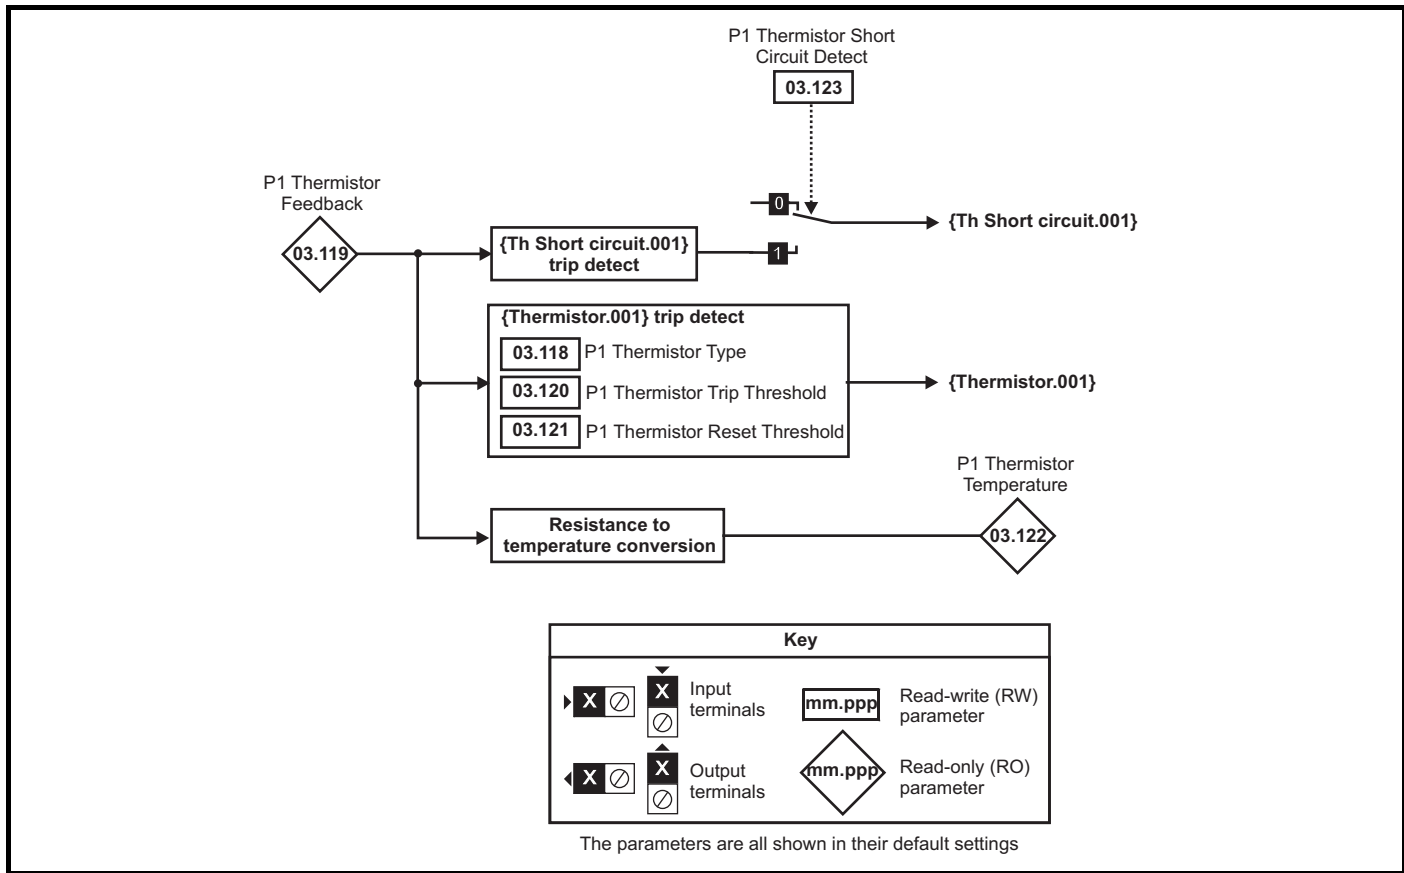 P1 Thermistor Short
Circuit Detect
03.123
P1 Thermistor
Feedback
03.119
0
{Th Short circuit.001}
{Th Short circuit.001}
trip detect
1
{Thermistor.001} trip detect
03.118 P1 Thermistor Type
03.120 P1 Thermistor Trip Threshold
03.121 P1 Thermistor Reset Threshold
{Thermistor.001}
P1 Thermistor
Temperature
03.122
Resistance to
temperature conversion
Key
X
X
Input
terminals
mm.ppp
Read-write (RW)
parameter
X
X
Output
terminals
mm.ppp
Read-only (RO)
parameter
The parameters are all shown in their default settings